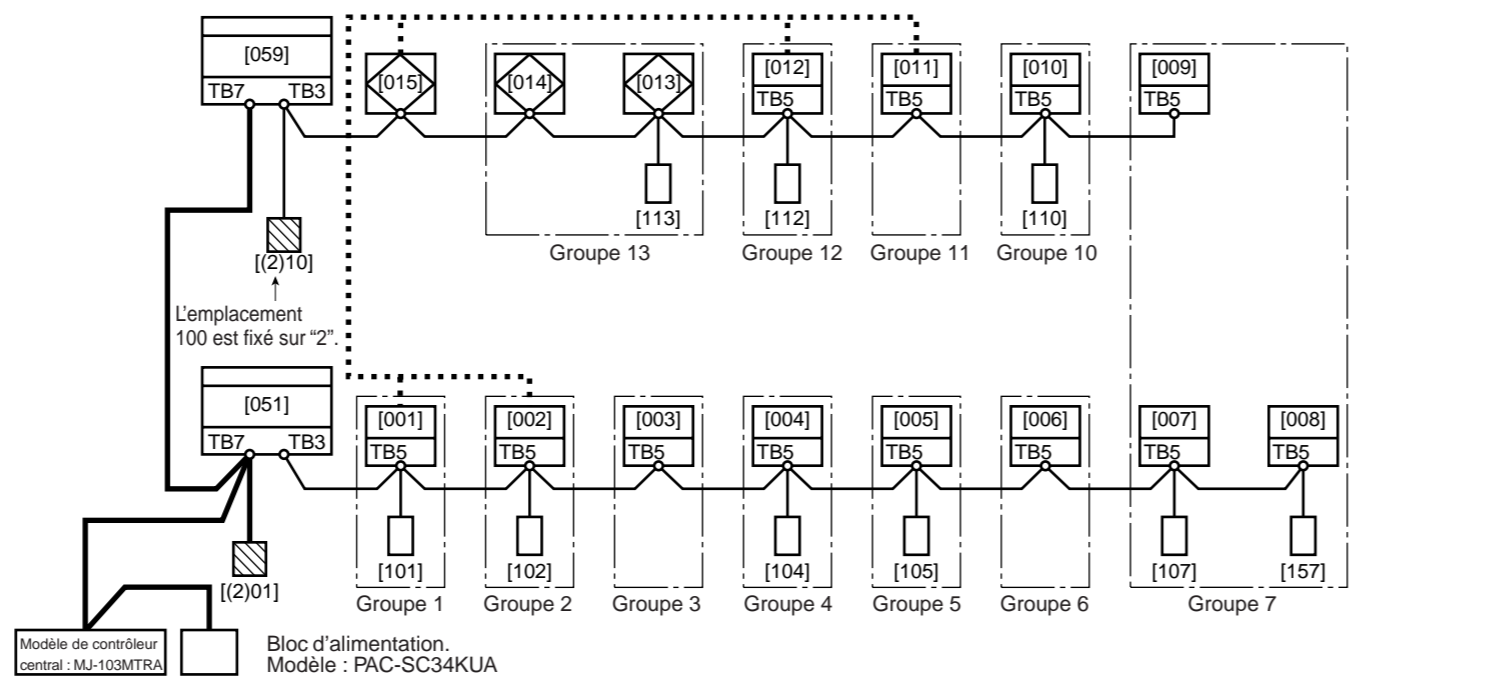 [059]
TB7 TB3
[015]
[014]
[013]
[012]
TB5
[011]
TB5
[010]
TB5
[009]
TB5
[113]
[112]
[110]
Groupe 13
Groupe 12
Groupe 11
Groupe 10
[(2)10]
L'emplacement
100 est fixé sur “2”.
[051]
TB7 TB3
[001]
TB5
[002]
TB5
[003]
TB5
[004]
TB5
[005]
TB5
[006]
TB5
[007]
TB5
[008]
TB5
[101]
[102]
[104]
[105]
[107]
[157]
[(2)01]
Groupe 1
Groupe 2
Groupe 3
Groupe 4
Groupe 5
Groupe 6
Groupe 7
Modèle de contrôleur
central : MJ-103MTRA
Bloc d'alimentation.
Modèle : PAC-SC34KUA